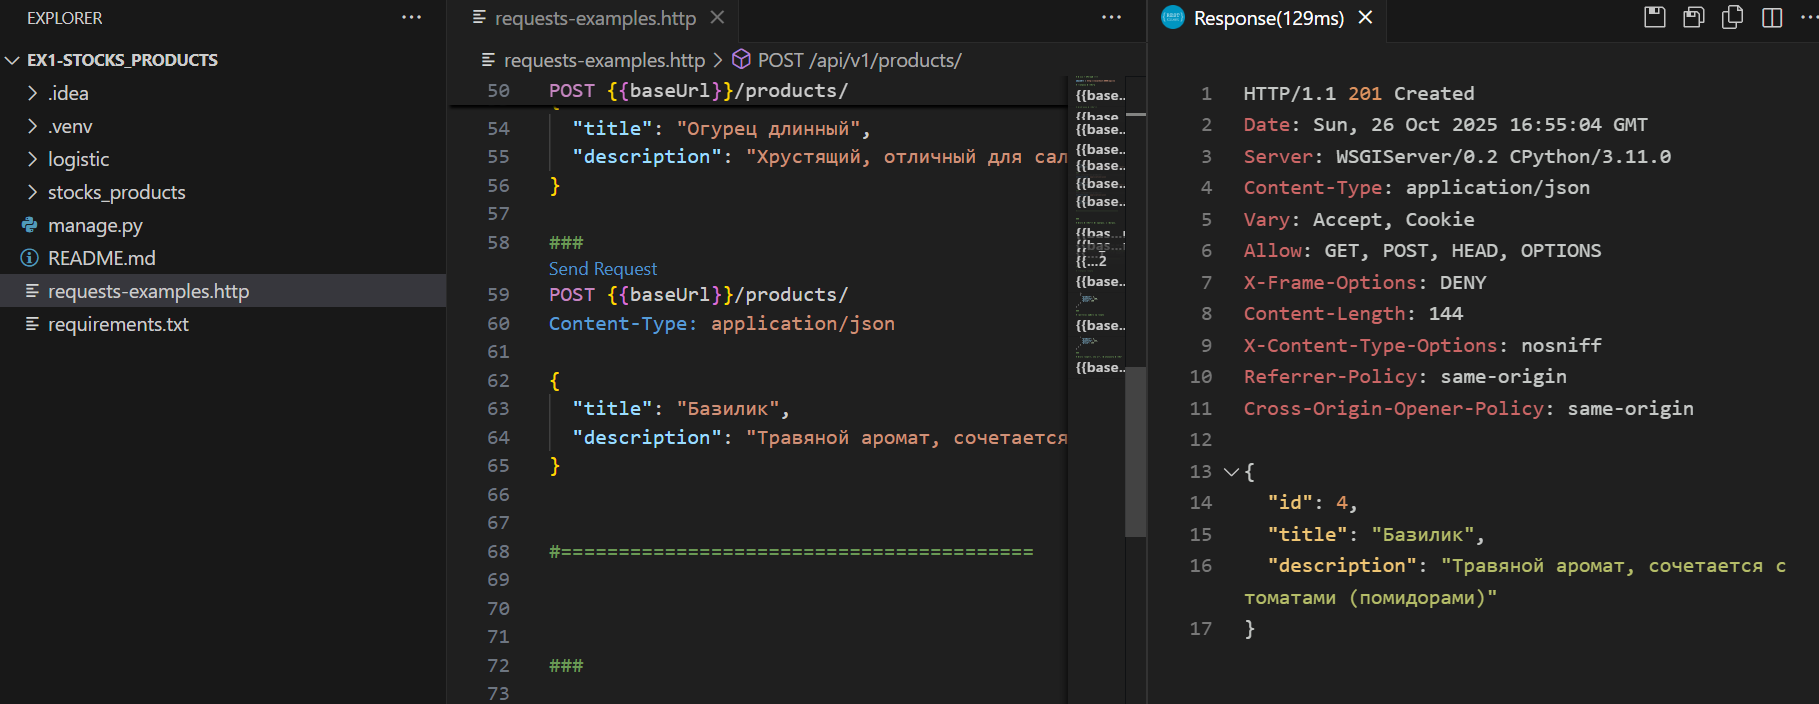 EXPLORER
EX1-STOCKS_PRODUCTS
.idea
.venv
logistic
stocks_products
manage.py
README.md
requests-examples.http
requirements.txt
requests-examples.http
requests-examples.http > POST /api/v1/products/
50 POST {{baseUrl}}/products/
54 "title": "Огурец длинный",
55 "description": "Хрустящий, отличный для сал
56 }
57
58 ###
Send Request
59 POST {{baseUrl}}/products/
60 Content-Type: application/json
61
62 {
63 "title": "Базилик",
64 "description": "Травяной аромат, сочетается
65 }
66
67
68 #=========================================
69
70
71
72 ###
73
{{base..
{{base
{{base..
{{base..
{{base..
{{base..
{{base..
{{bas...
{{bas...
{{...2
{{base..
{{base..
{{base..
Response(129ms)
1 HTTP/1.1 201 Created
2 Date: Sun, 26 Oct 2025 16:55:04 GMT
3 Server: WSGIServer/0.2 CPython/3.11.0
4 Content-Type: application/json
5 Vary: Accept, Cookie
6 Allow: GET, POST, HEAD, OPTIONS
7 X-Frame-Options: DENY
8 Content-Length: 144
9 X-Content-Type-Options: nosniff
10 Referrer-Policy: same-origin
11 Cross-Origin-Opener-Policy: same-origin
12
13 {
14 "id": 4,
15 "title": "Базилик",
16 "description": "Травяной аромат, сочетается с
томатами (помидорами)"
17 }